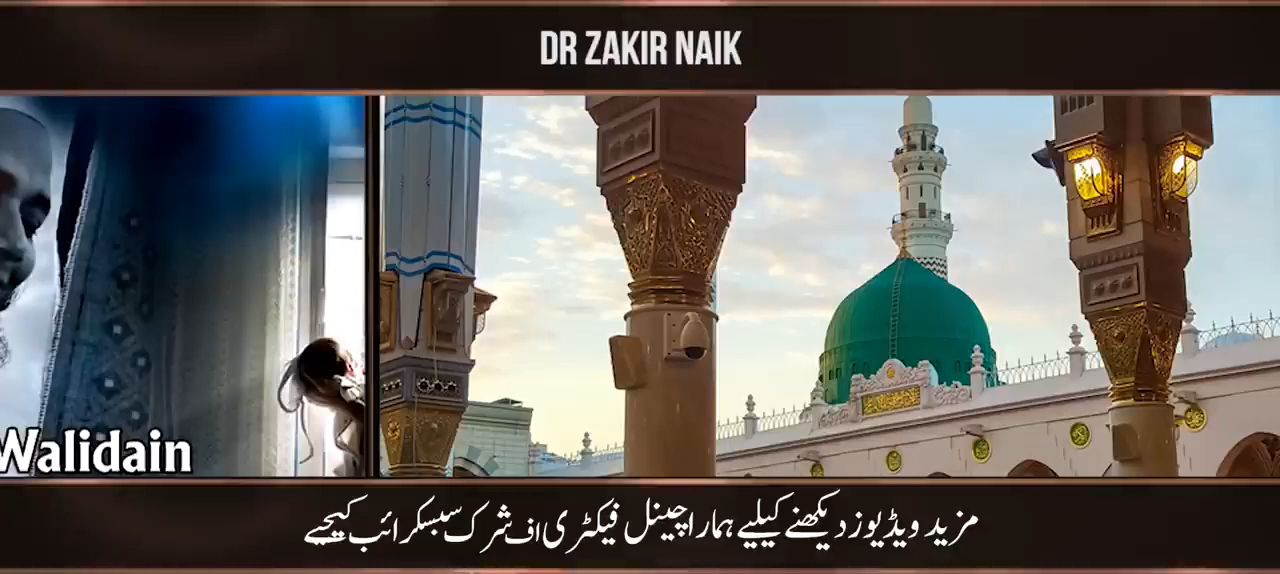 DR ZAKIR NAIK
Walidain
مزید ویڈیوز دیکھنے کیلیے ہمارا چینل فیکٹری اف شرک سبسکرائب کیجیے